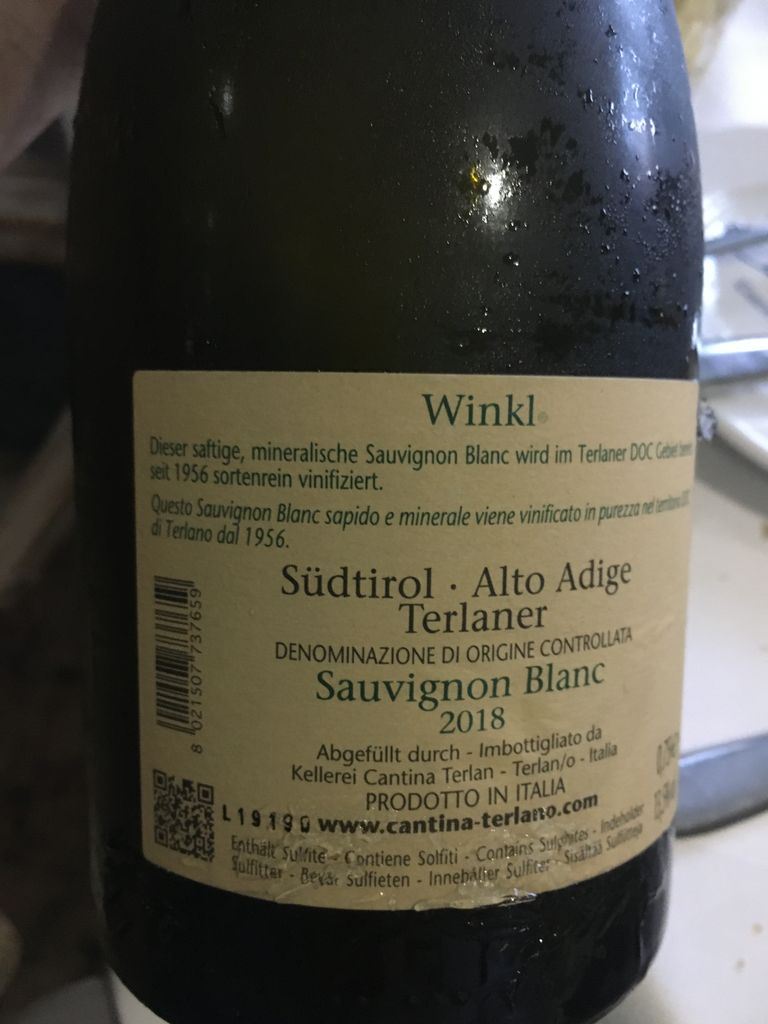 Winkl
Dieser saftige, mineralische Sauvignon Blanc wird im Terlaner DOC Gebiet
seit 1956 sortenrein vinifiziert.
Questo Sauvignon Blanc sapido e minerale viene vinificato in purezza nel territorio DOC
di Terlano dal 1956.
Südtirol · Alto Adige
Terlaner
DENOMINAZIONE DI ORIGINE CONTROLLATA
Sauvignon Blanc
2018
Abgefüllt durch - Imbottigliato da
Kellerei Cantina Terlan - Terlan/o - Italia
PRODOTTO IN ITALIA
L19190 www.cantina-terlano.com
Enthält Sulfite - Contiene Solfiti - Contains Sulphites - Indeholder
Sulfitter - Bevat Sulfieten - Innehåller Sulfiter - Sisältää Sulfiitteja
8 021507 737659